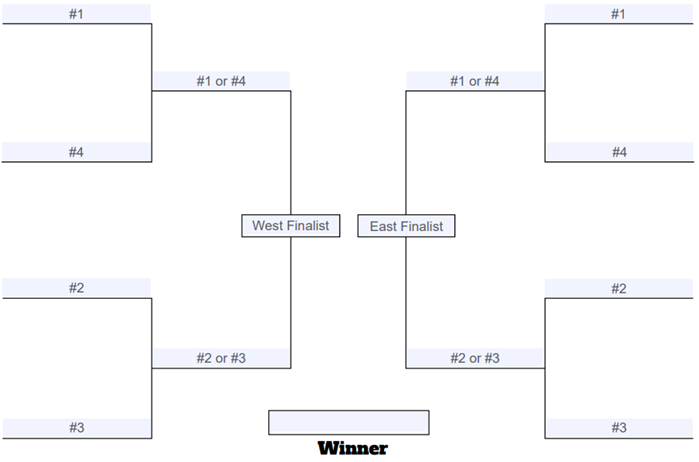 #1
#1
#1 or #4
#1 or #4
#4
#4
West Finalist
East Finalist
#2
#2
#2 or #3
#2 or #3
#3
#3
Winner